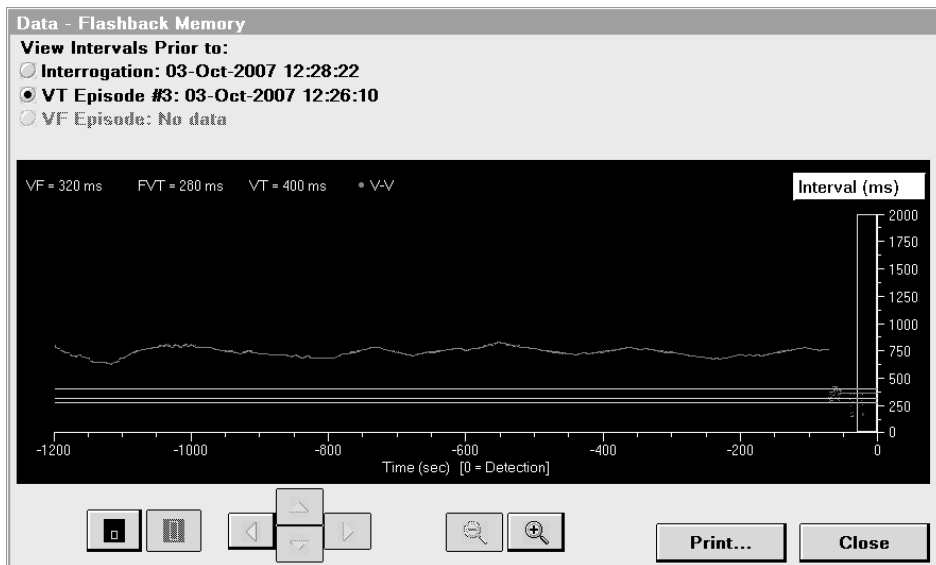 Data - Flashback Memory
View Intervals Prior to:
Interrogation: 03-Oct-2007 12:28:22
VT Episode #3: 03-Oct-2007 12:26:10
VF Episode: No data
VF = 320 ms FVT = 280 ms VT = 400 ms • V-V Interval (ms)
2000
1750
1500
1250
1000
750
500
250
0
-1200 -1000 -800 -600 -400 -200 0
Time (sec) [0 = Detection]
Print... Close